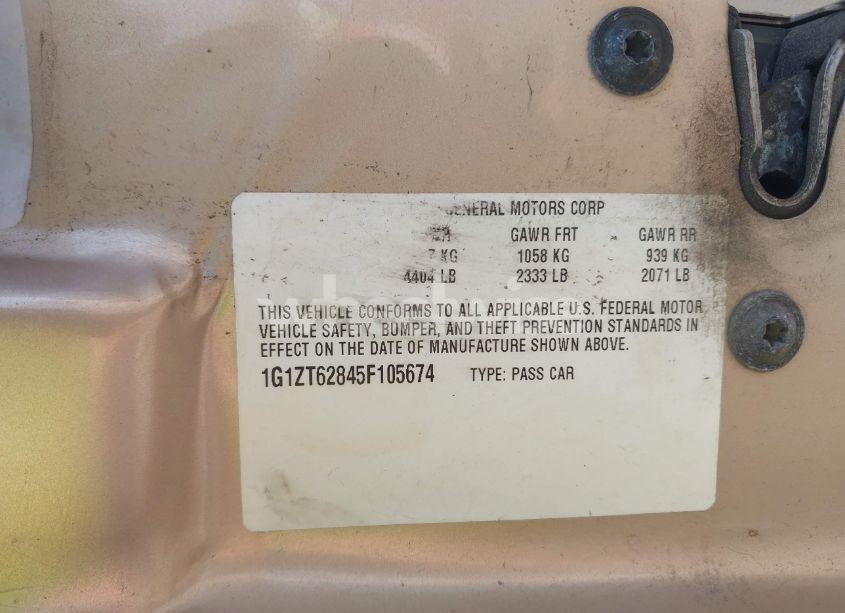 GENERAL MOTORS CORP
GAWR FRT GAWR RR
KG 1058 KG 939 KG
4404 LB 2333 LB 2071 LB
THIS VEHICLE CONFORMS TO ALL APPLICABLE U.S. FEDERAL MOTOR
VEHICLE SAFETY, BUMPER, AND THEFT PREVENTION STANDARDS IN
EFFECT ON THE DATE OF MANUFACTURE SHOWN ABOVE.
1G1ZT62845F105674 TYPE: PASS CAR